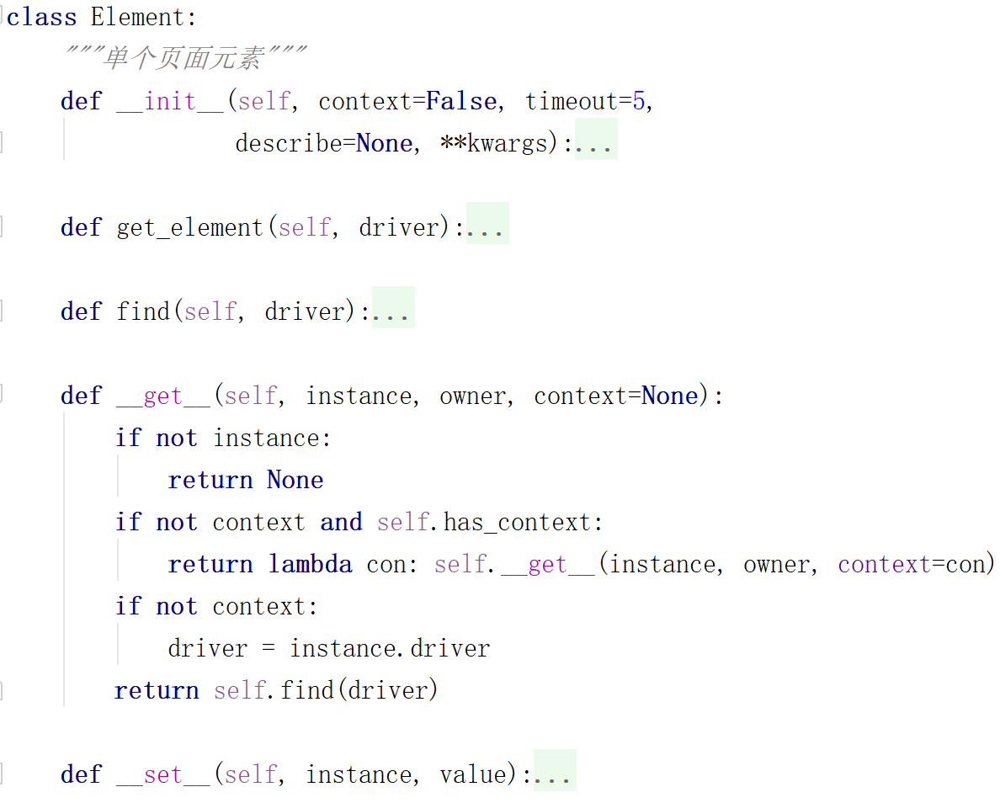 class Element:
    """单个页面元素"""
    def __init__(self, context=False, timeout=5,
                 describe=None, **kwargs):...
    def get_element(self, driver):...
    def find(self, driver):...
    def __get__(self, instance, owner, context=None):
        if not instance:
            return None
        if not context and self.has_context:
            return lambda con: self.__get__(instance, owner, context=con)
        if not context:
            driver = instance.driver
        return self.find(driver)
    def __set__(self, instance, value):...